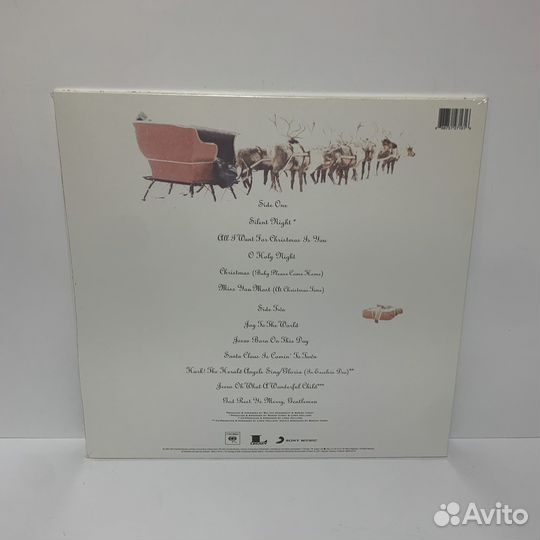 Side One
Silent Night *
All I Want For Christmas Is You
O Holy Night
Christmas (Baby Please Come Home)
Miss You Most (At Christmas Time)
Side Two
Joy To The World
Jesus Born On This Day
Santa Claus Is Comin' To Town
Hark! The Herald Angels Sing/Gloria (In Excelsis Deo)**
Jesus Oh What A Wonderful Child***
God Rest Ye Merry, Gentlemen
SONY MUSIC
Avito